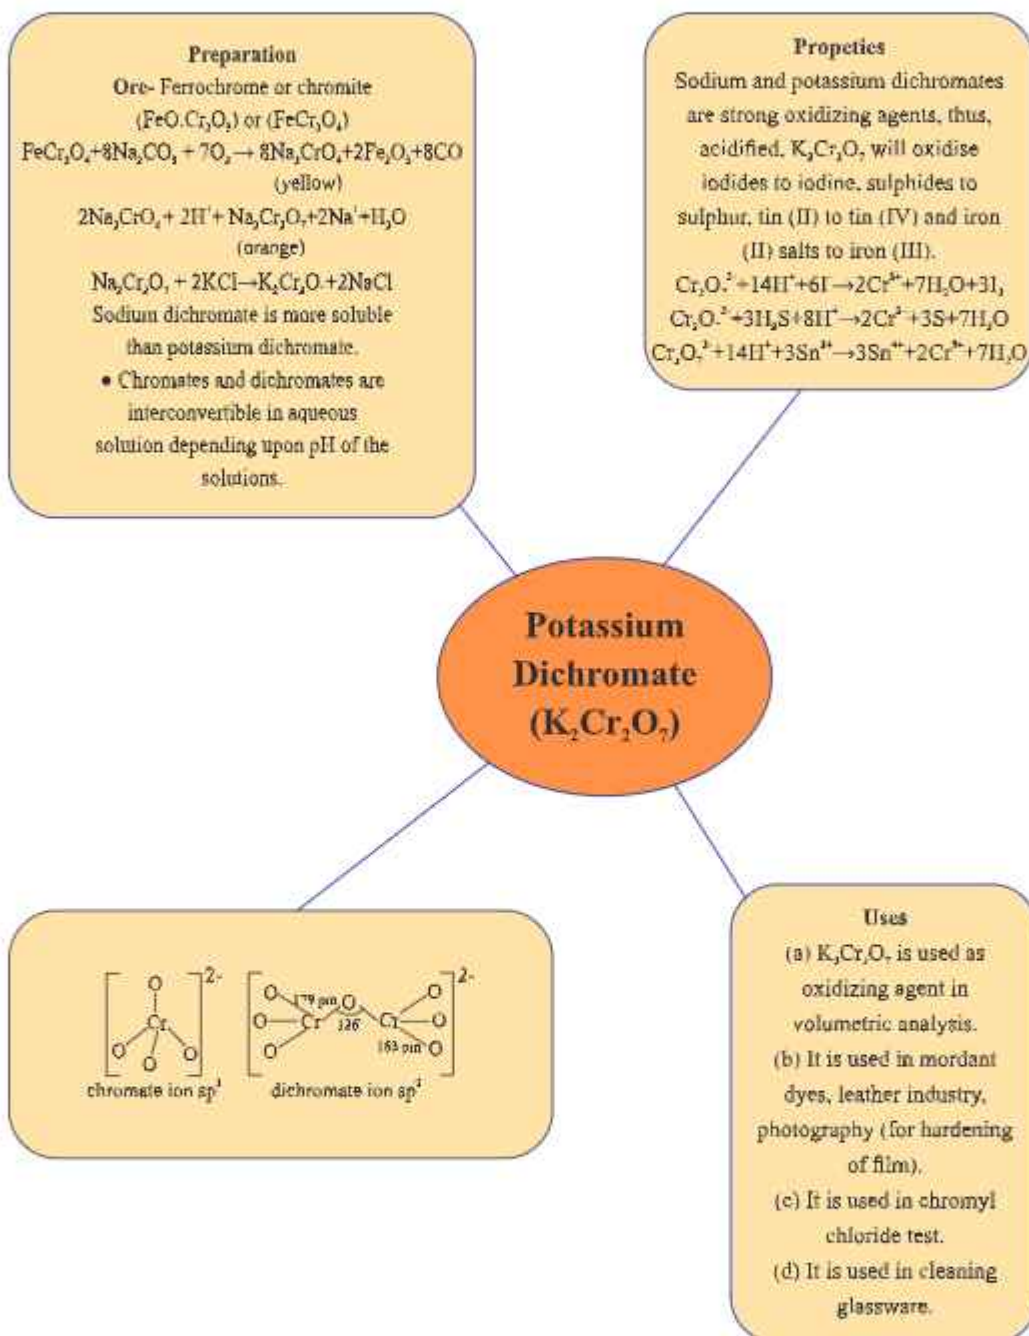 Preparation
Ore- Ferrochrome or chromite
(FeO.Cr₂O₃) or (FeCr₂O₄)
FeCr₂O₄+8Na₂CO₃ + 7O₂ → 8Na₂CrO₄+2Fe₂O₃+8CO
(yellow)
2Na₂CrO₄+ 2H⁺+ Na₂Cr₂O₇+2Na⁺+H₂O
(orange)
Na₂Cr₂O₇ + 2KCl→K₂Cr₂O₇+2NaCl
Sodium dichromate is more soluble
than potassium dichromate.
• Chromates and dichromates are
interconvertible in aqueous
solution depending upon pH of the
solutions.
Propeties
Sodium and potassium dichromates
are strong oxidizing agents, thus,
acidified, K₂Cr₂O₇ will oxidise
iodides to iodine, sulphides to
sulphur, tin (II) to tin (IV) and iron
(II) salts to iron (III).
Cr₂O₇²⁻+14H⁺+6I⁻→2Cr³⁺+7H₂O+3I₂
Cr₂O₇²⁻+3H₂S+8H⁺→2Cr³⁺+3S+7H₂O
Cr₂O₇²⁻+14H⁺+3Sn²⁺→3Sn⁴⁺+2Cr³⁺+7H₂O
Potassium
Dichromate
(K₂Cr₂O₇)
O O O O Cr 2-
chromate ion sp³
O O O Cr 179 pm O 126° Cr O O O 163 pm 2-
dichromate ion sp³
Uses
(a) K₂Cr₂O₇ is used as
oxidizing agent in
volumetric analysis.
(b) It is used in mordant
dyes, leather industry,
photography (for hardening
of film).
(c) It is used in chromyl
chloride test.
(d) It is used in cleaning
glassware.